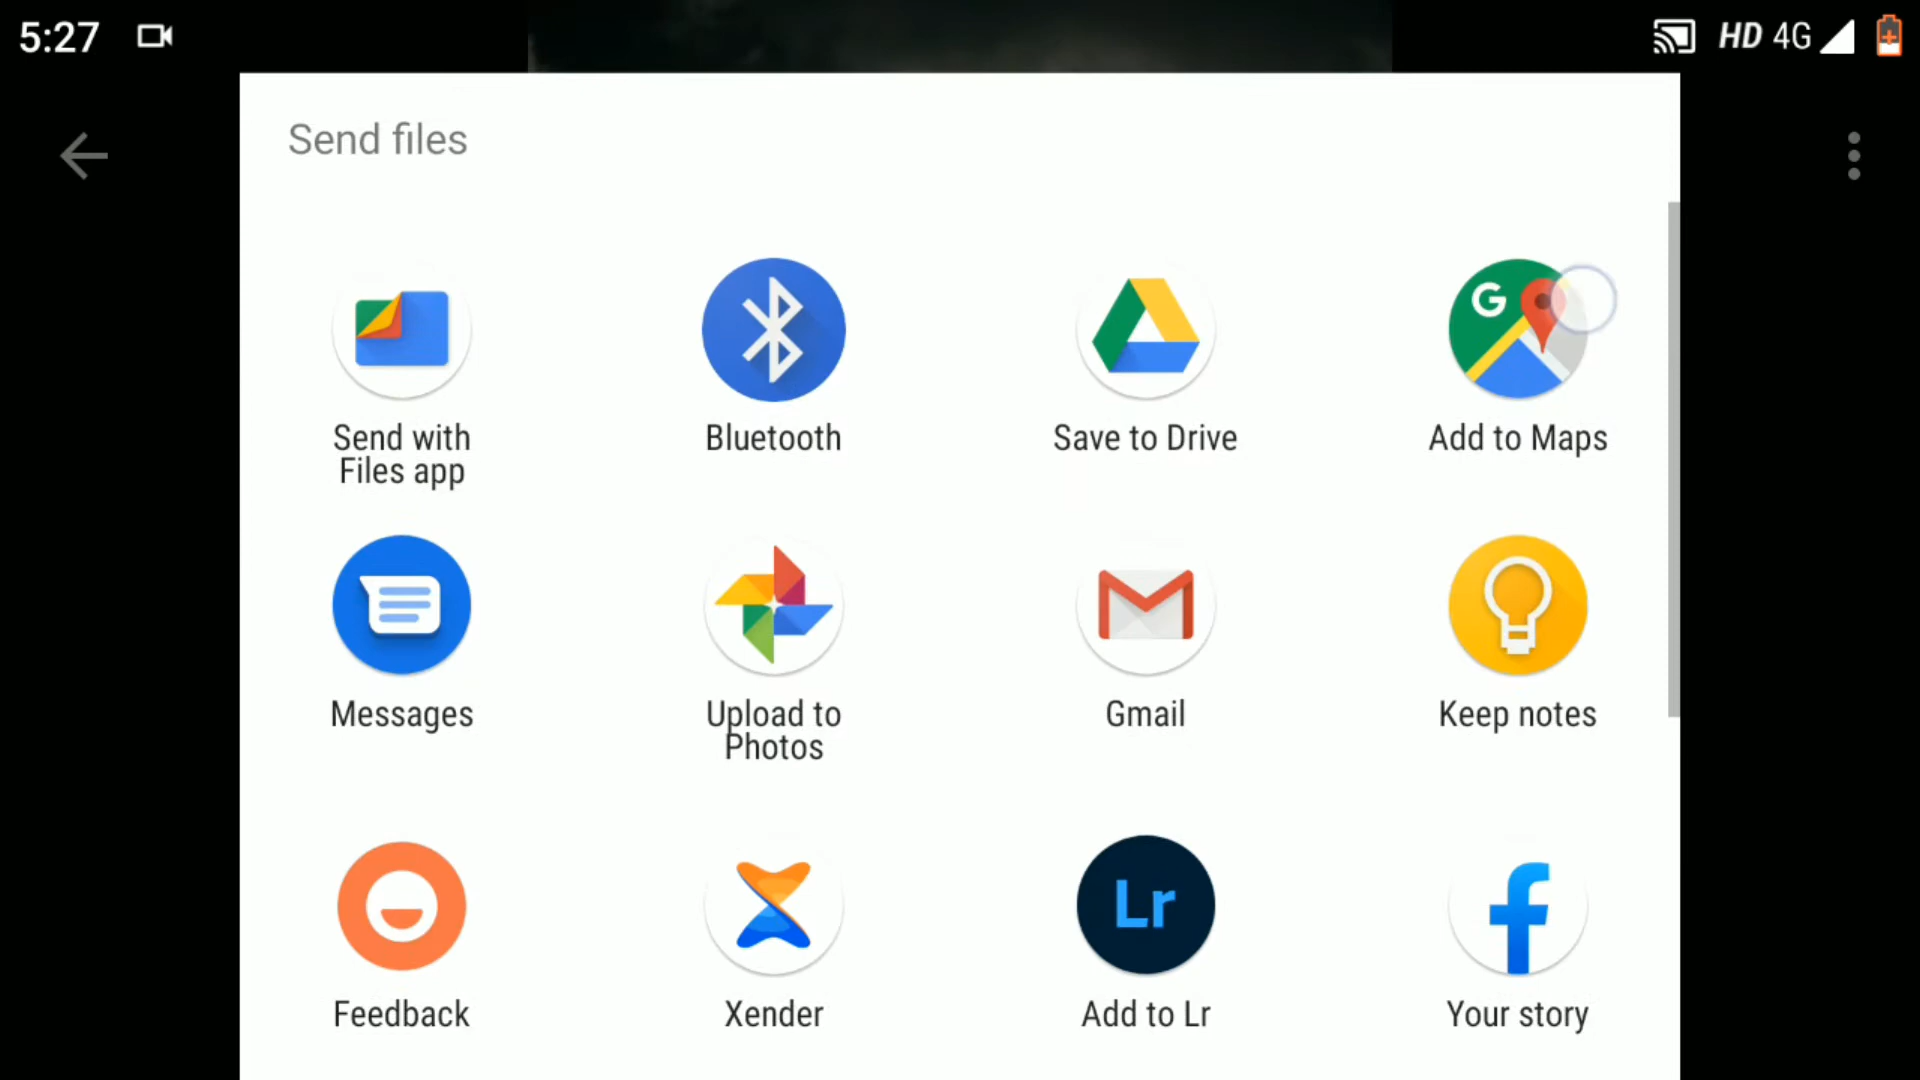 5:27
HD 4G
Send files
G
Send with
Files app
Bluetooth
Save to Drive
Add to Maps
Messages
Upload to
Photos
Gmail
Keep notes
Lr
Feedback
Xender
Add to Lr
Your story